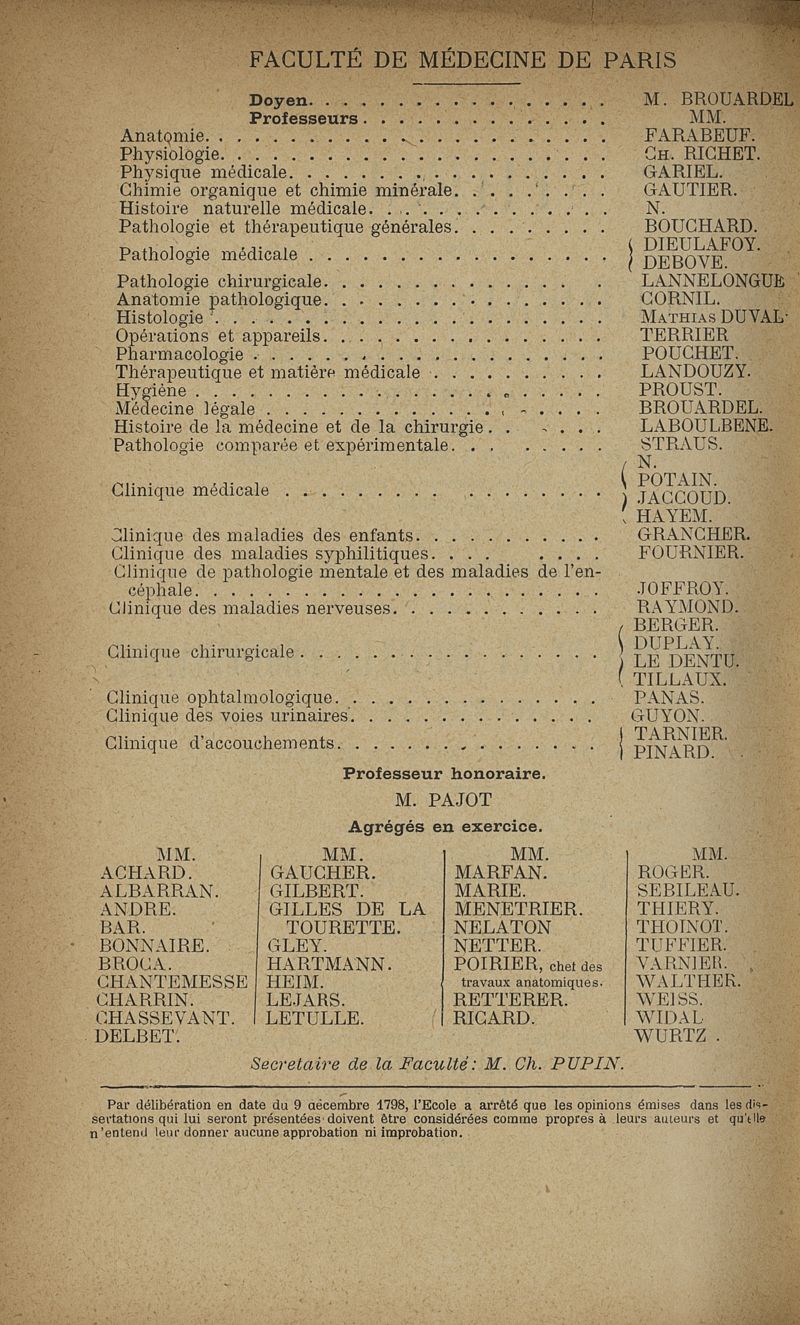 FACULTÉ DE MÉDECINE DE PARIS
Doyen. . . . . . . . . . . . . . . . . M. BROUARDEL
Professeurs . . . . . . . . . . . . . . MM.
Anatomie. . . . . . . . . . . . . . . . FARABEUF.
Physiologie. . . . . . . . . . . . . . . CH. RICHET.
Physique médicale. . . . . . . . . . . . GARIEL.
Chimie organique et chimie minérale. . . . . . . . GAUTIER.
Histoire naturelle médicale. . . . . . . . . . . N.
Pathologie et thérapeutique générales. . . . . . . . BOUCHARD.
Pathologie médicale . . . . . . . . . . . . . . DIEULAFOY.
DEBOVE.
Pathologie chirurgicale. . . . . . . . . . . . . LANNELONGUE
Anatomie pathologique. . . . . . . . . . . . . CORNIL.
Histologie . . . . . . . . . . . . . . . . MATHIAS DUVAL
Opérations et appareils. . . . . . . . . . . . . TERRIER
Pharmacologie . . . . . . . . . . . . . . . . POUCHET.
Thérapeutique et matière médicale . . . . . . . . . . LANDOUZY.
Hygiène . . . . . . . . . . . . . . . . . . PROUST.
Médecine légale . . . . . . . . . . . . . . . BROUARDEL.
Histoire de la médecine et de la chirurgie . . . . . . LABOULBENE.
Pathologie comparée et expérimentale. . . . . . . . STRAUS.
Clinique médicale . . . . . . . . . . . . . . . N.
POTAIN.
JACCOUD.
HAYEM.
Clinique des maladies des enfants. . . . . . . . . . GRANCHER.
Clinique des maladies syphilitiques. . . . . . . . FOURNIER.
Clinique de pathologie mentale et des maladies de l'en-
céphale. . . . . . . . . . . . . . . . . . JOFFROY.
Clinique des maladies nerveuses. . . . . . . . . . . RAYMOND.
Clinique chirurgicale . . . . . . . . . . . . . . BERGER.
DUPLAY.
LE DENTU.
TILLAUX.
Clinique ophtalmologique. . . . . . . . . . . . . PANAS.
Clinique des voies urinaires. . . . . . . . . . . . GUYON.
Clinique d'accouchements. . . . . . . . . . . . . TARNIER.
PINARD.
Professeur honoraire.
M. PAJOT
Agrégés en exercice.
MM.
ACHARD.
ALBARRAN.
ANDRE.
BAR.
BONNAIRE.
BROCA.
CHANTEMESSE
CHARRIN.
CHASSEVANT.
DELBET.
MM.
GAUCHER.
GILBERT.
GILLES DE LA
TOURETTE.
GLEY.
HARTMANN.
HEIM.
LEJARS.
LETULLE.
MM.
MARFAN.
MARIE.
MENETRIER.
NELATON
NETTER.
POIRIER, chef des
travaux anatomiques.
RETTERER.
RICARD.
MM.
ROGER.
SEBILEAU.
THIERY.
THOINOT.
TUFFIER.
VARNIER.
WALTHER.
WEISS.
WIDAL
WURTZ .
Secretaire de la Faculté : M. Ch. PUPIN.
Par délibération en date du 9 décembre 1798, l'Ecole a arrêté que les opinions émises dans les dis-
sertations qui lui seront présentées doivent être considérées comme propres à leurs auteurs et qu'elle
n'entend leur donner aucune approbation ni improbation.